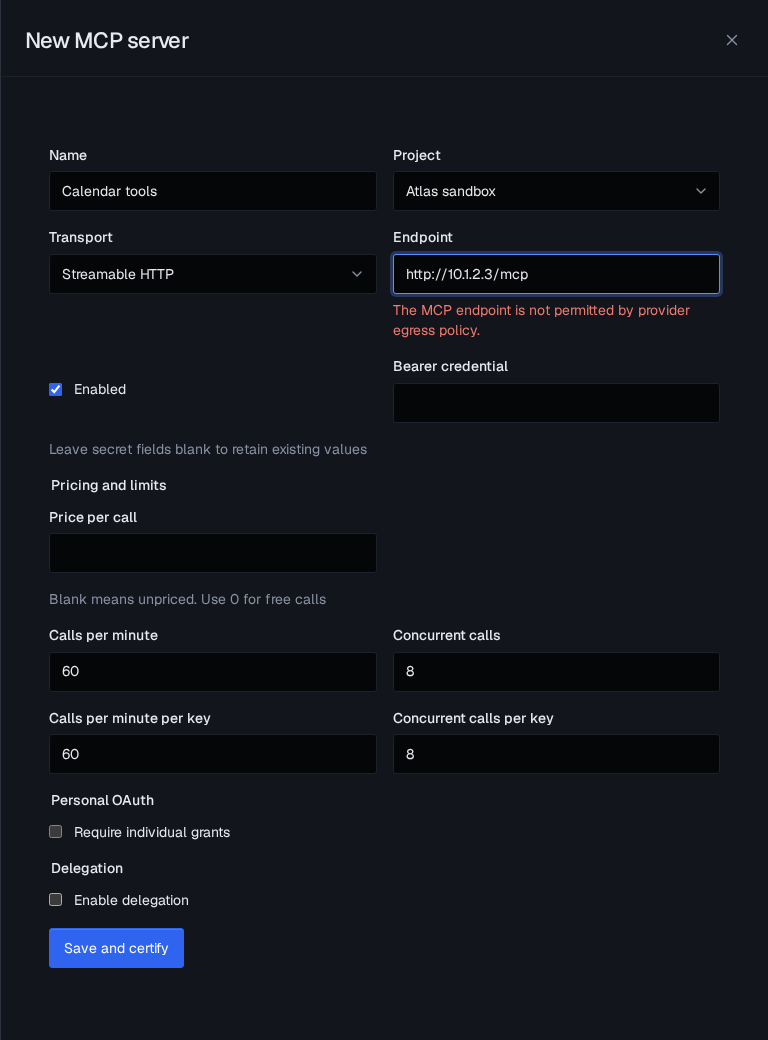 New MCP server
Name
Project
Calendar tools
Atlas sandbox
Transport
Endpoint
Streamable HTTP
http://10.1.2.3/mcp
The MCP endpoint is not permitted by provider
egress policy.
Enabled
Bearer credential
Leave secret fields blank to retain existing values
Pricing and limits
Price per call
Blank means unpriced. Use 0 for free calls
Calls per minute
Concurrent calls
60
8
Calls per minute per key
Concurrent calls per key
60
8
Personal OAuth
Require individual grants
Delegation
Enable delegation
Save and certify